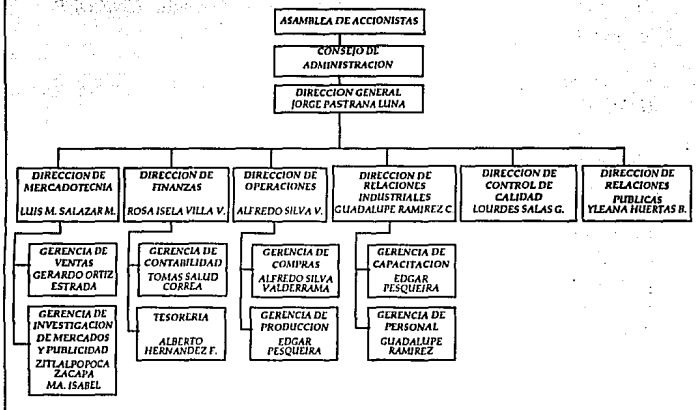 ASAMBLEA DE ACCIONISTAS
CONSEJO DE
ADMINISTRACION
DIRECCION GENERAL
JORGE PASTRANA LUNA
DIRECCION DE
MERCADOTECNIA
LUIS M. SALAZAR M.
DIRECCION DE
FINANZAS
ROSA ISELA VILLA V.
DIRECCION DE
OPERACIONES
ALFREDO SILVA V.
DIRECCION DE
RELACIONES
INDUSTRIALES
GUADALUPE RAMIREZ C
DIRECCION DE
CONTROL DE
CALIDAD
LOURDES SALAS G.
DIRECCION DE
RELACIONES
PUBLICAS
YLEANA HUERTAS B.
GERENCIA DE
VENTAS
GERARDO ORTIZ
ESTRADA
GERENCIA DE
CONTABILIDAD
TOMAS SALUD
CORREA
GERENCIA DE
COMPRAS
ALFREDO SILVA
VALDERRAMA
GERENCIA DE
CAPACITACION
EDGAR
PESQUEIRA
GERENCIA DE
INVESTIGACION
DE MERCADOS
Y PUBLICIDAD
ZITLALPOPOCA
ZACAPA
MA. ISABEL
TESORERIA
ALBERTO
HERNANDEZ F.
GERENCIA DE
PRODUCCION
EDGAR
PESQUEIRA
GERENCIA DE
PERSONAL
GUADALUPE
RAMIREZ